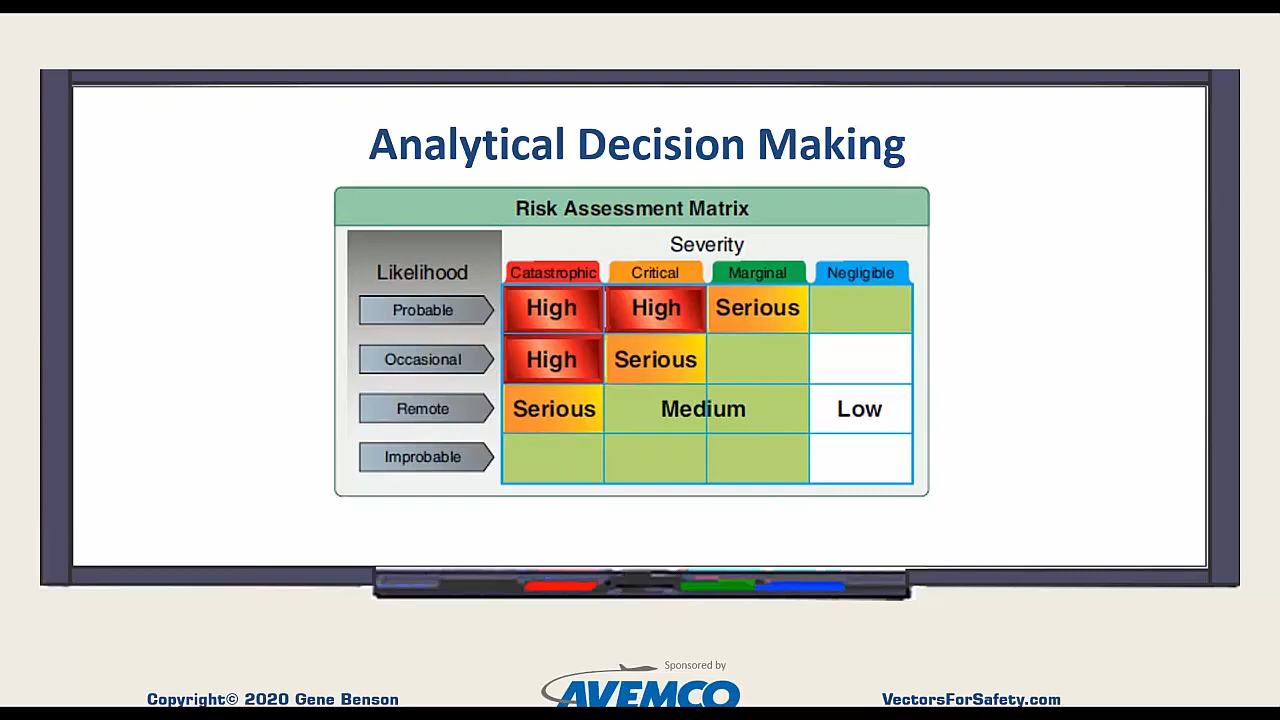 Analytical Decision Making
Risk Assessment Matrix
Severity
Likelihood
Catastrophic Critical Marginal Negligible
Probable High High Serious
Occasional High Serious
Remote Serious Medium Low
Improbable
Sponsored by
AVEMCO
Copyright© 2020 Gene Benson
VectorsForSafety.com